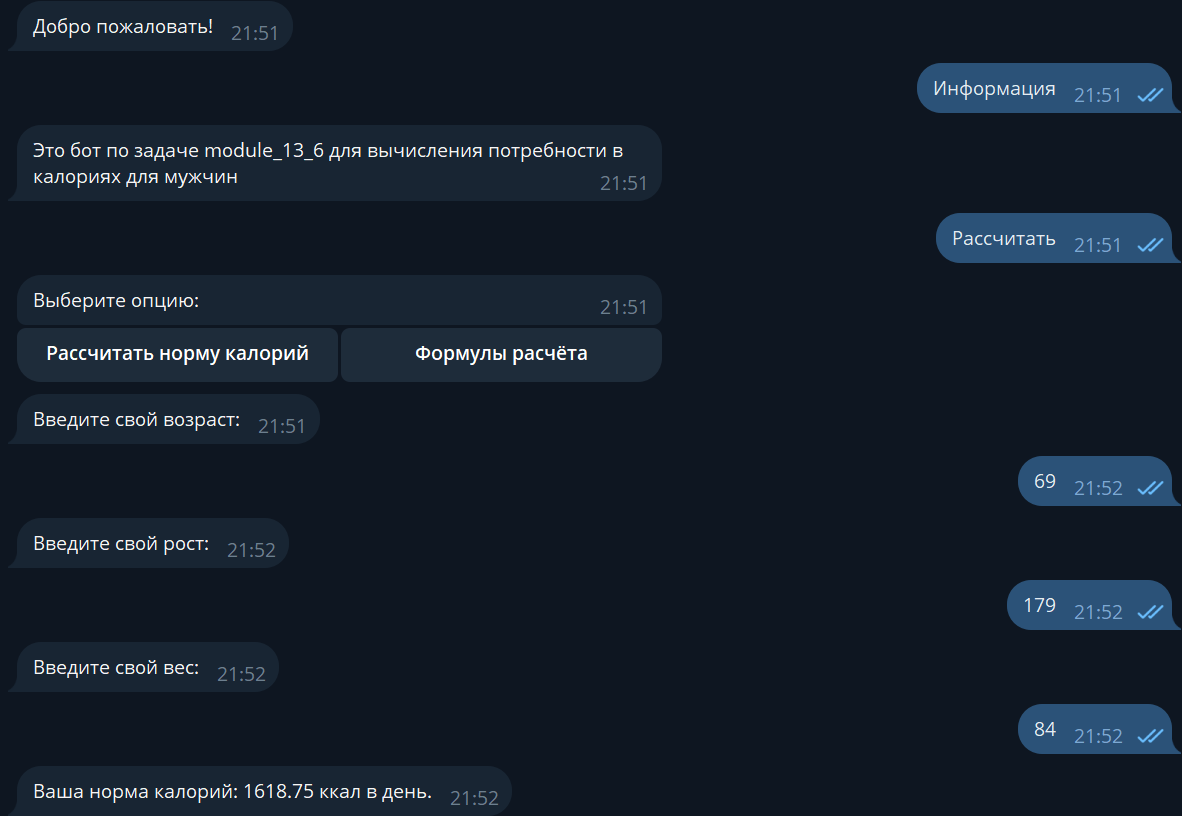 Добро пожаловать! 21:51
Информация 21:51
Это бот по задаче module_13_6 для вычисления потребности в
калориях для мужчин 21:51
Рассчитать 21:51
Выберите опцию: 21:51
Рассчитать норму калорий Формулы расчёта
Введите свой возраст: 21:51
69 21:52
Введите свой рост: 21:52
179 21:52
Введите свой вес: 21:52
84 21:52
Ваша норма калорий: 1618.75 ккал в день. 21:52